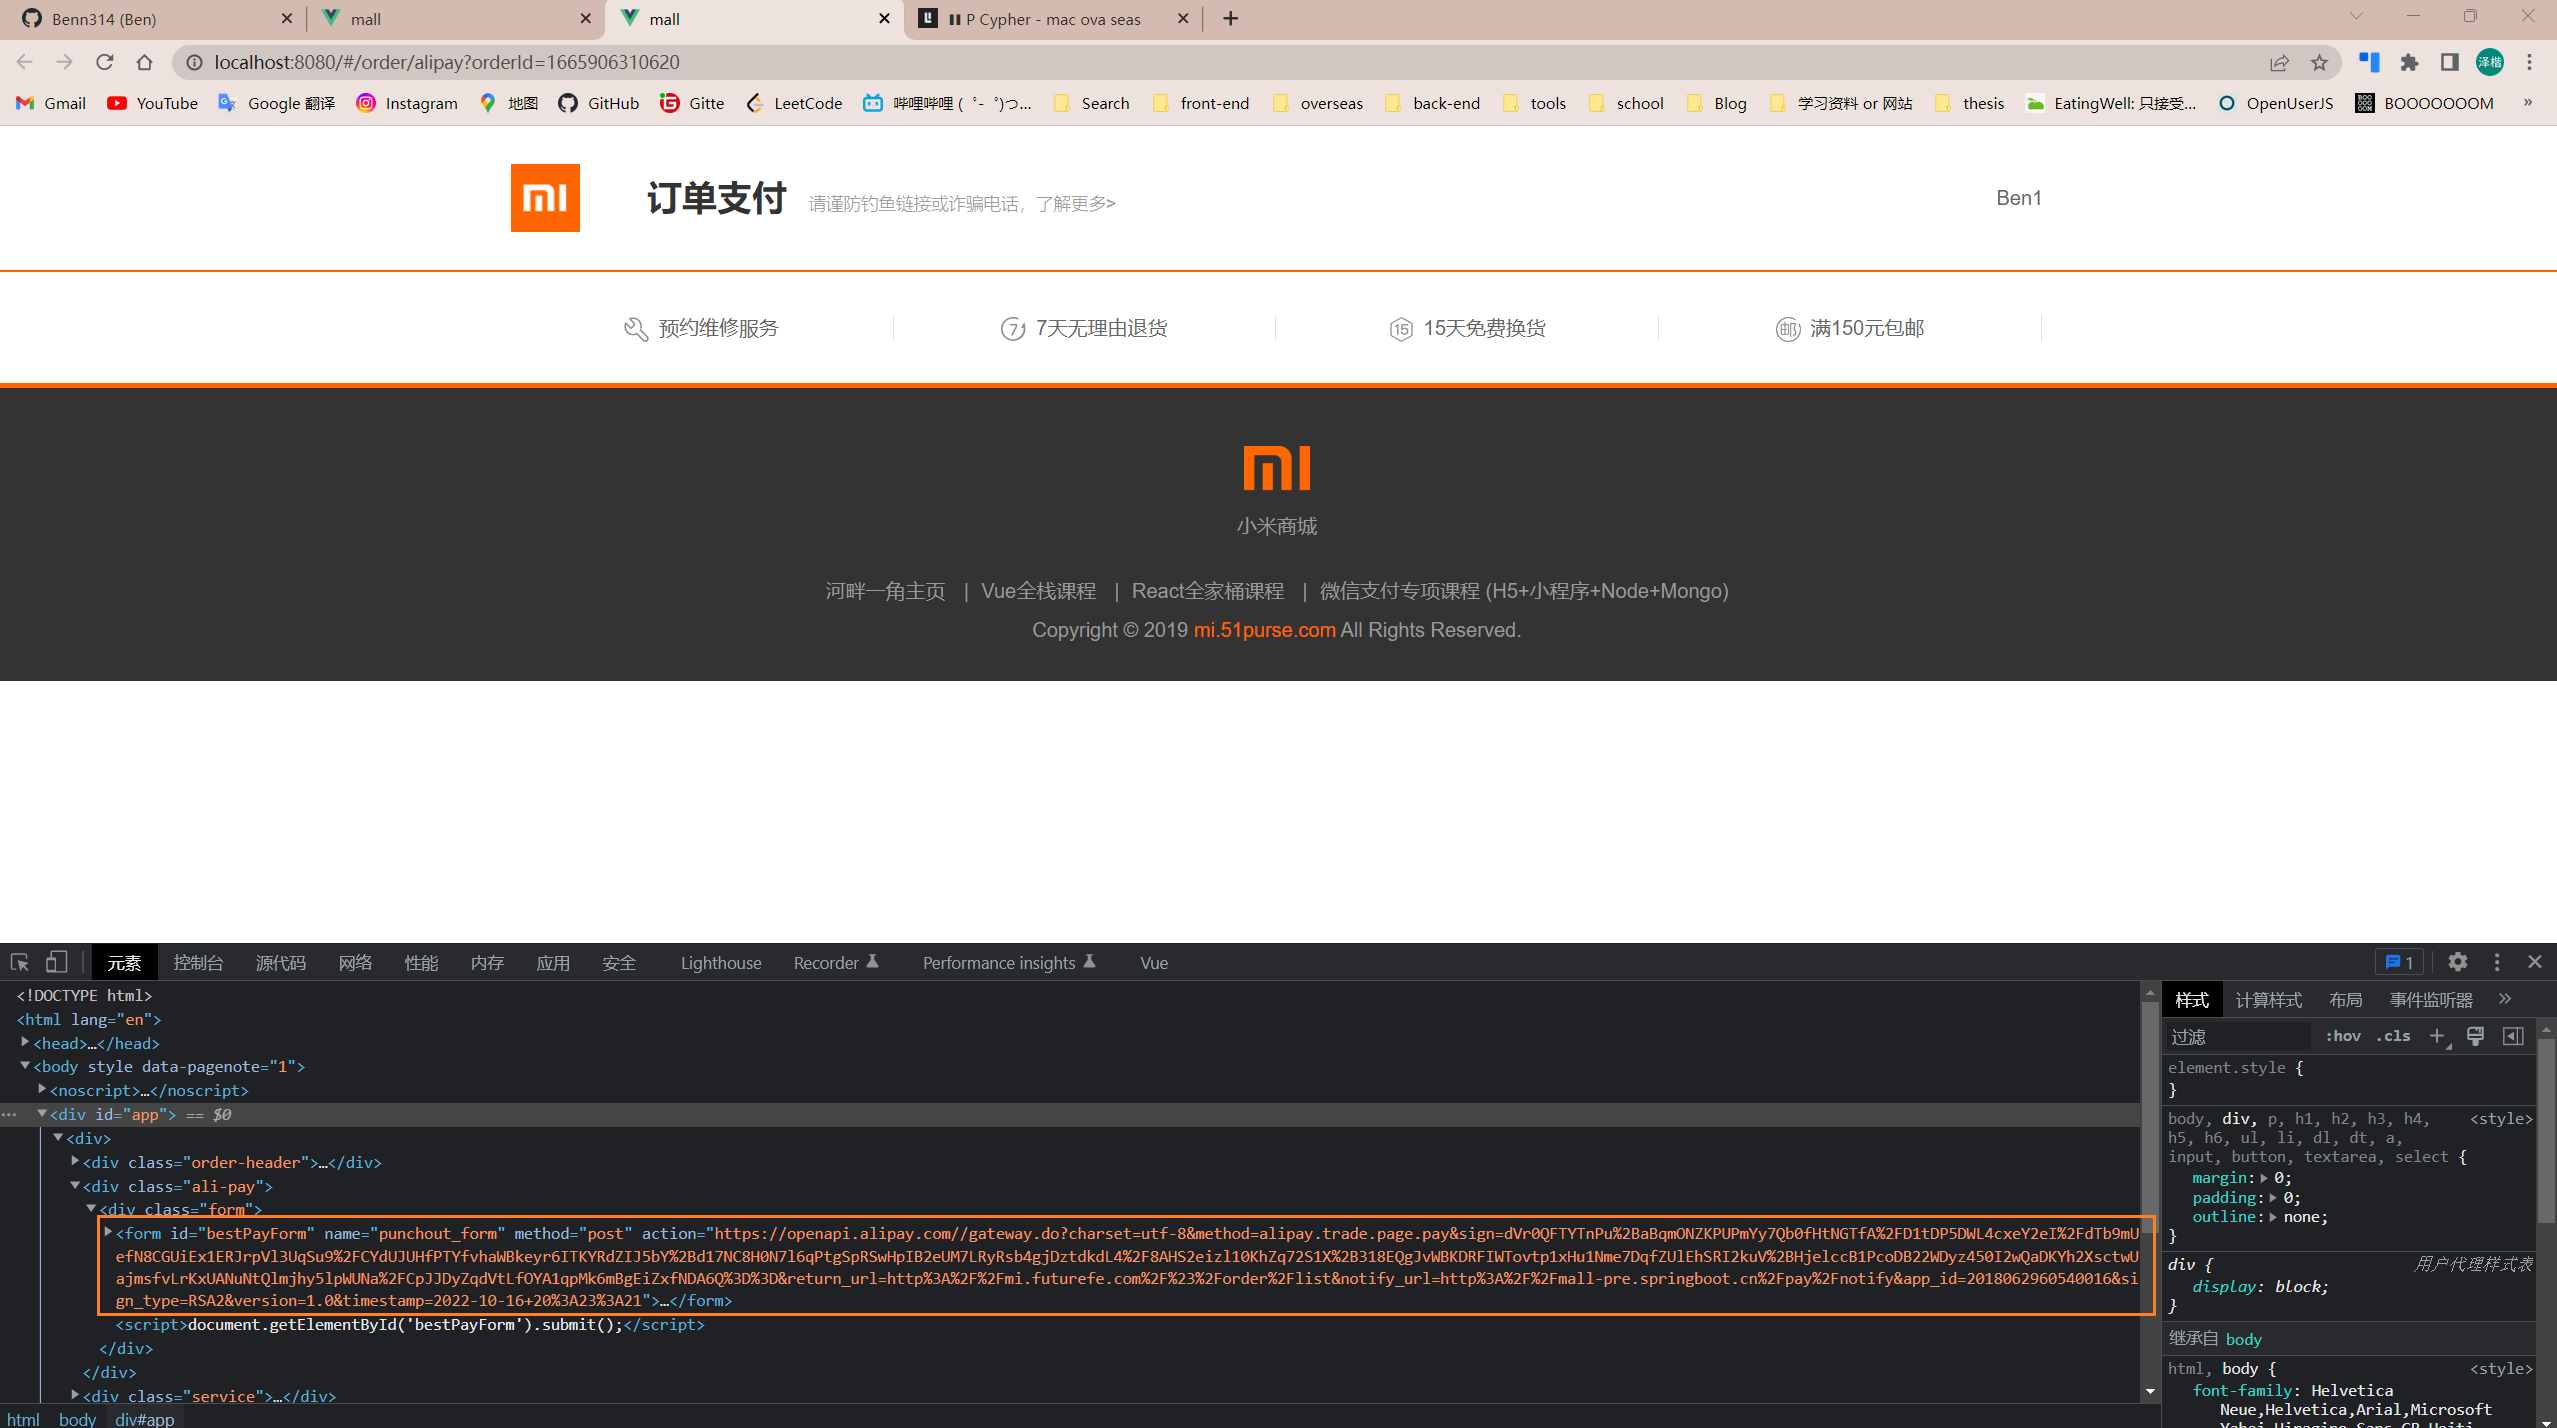 Benn314 (Ben)
mall
mall
P Cypher - mac ova seas
localhost:8080/#/order/alipay?orderId=1665906310620
泽楷
Gmail YouTube Google 翻译 Instagram 地图 GitHub Gitte LeetCode 哔哩哔哩 ( ゜- ゜)つ... Search front-end overseas back-end tools school Blog 学习资料 or 网站 thesis EatingWell: 只接受... OpenUserJS BOOOOOOOM »
订单支付 请谨防钓鱼链接或诈骗电话，了解更多>
Ben1
预约维修服务 7天无理由退货 15天免费换货 满150元包邮
小米商城
河畔一角主页 | Vue全栈课程 | React全家桶课程 | 微信支付专项课程 (H5+小程序+Node+Mongo)
Copyright © 2019 mi.51purse.com All Rights Reserved.
元素 控制台 源代码 网络 性能 内存 应用 安全 Lighthouse Recorder Performance insights Vue 1
<!DOCTYPE html>
<html lang="en">
<head>…</head>
<body style data-pagenote="1">
<noscript>…</noscript>
<div id="app"> == $0
<div>
<div class="order-header">…</div>
<div class="ali-pay">
<div class="form">
<form id="bestPayForm" name="punchout_form" method="post" action="https://openapi.alipay.com//gateway.do?charset=utf-8&method=alipay.trade.page.pay&sign=dVr0QFTYTnPu%2BaBqmONZKPUPmYy7Qb0fHtNGTfA%2FD1tDP5DWL4cxeY2eI%2FdTb9mU
efN8CGUiEx1ERJrpVl3UqSu9%2FCYdUJUHfPTYfvhaWBkeyr6ITKYRdZIJ5bY%2Bd17NC8H0N7l6qPtgSpRSwHpIB2eUM7LRyRsb4gjDztdkdL4%2F8AHS2eizl10KhZq72S1X%2B318EQgJvWBKDRFIWTovtp1xHu1Nme7DqfZUlEhSRI2kuV%2BHjelccB1PcoDB22WDyz450I2wQaDKYh2XsctwU
ajmsfvLrKxUANuNtQlmjhy5lpWUNa%2FCpJJDyZqdVtLfOYA1qpMk6mBgEiZxfNDA6Q%3D%3D&return_url=http%3A%2F%2Fmi.futurefe.com%2F%23%2Forder%2Flist&notify_url=http%3A%2F%2Fmall-pre.springboot.cn%2Fpay%2Fnotify&app_id=2018062960540016&si
gn_type=RSA2&version=1.0&timestamp=2022-10-16+20%3A23%3A21">…</form>
<script>document.getElementById('bestPayForm').submit();</script>
</div>
</div>
<div class="service">…</div>
html body div#app
样式 计算样式 布局 事件监听器 »
过滤 :hov .cls
element.style {
}
body, div, p, h1, h2, h3, h4, <style>
h5, h6, ul, li, dl, dt, a,
input, button, textarea, select {
margin: 0;
padding: 0;
outline: none;
}
div { 用户代理样式表
display: block;
}
继承自 body
html, body { <style>
font-family: Helvetica
Neue,Helvetica,Arial,Microsoft